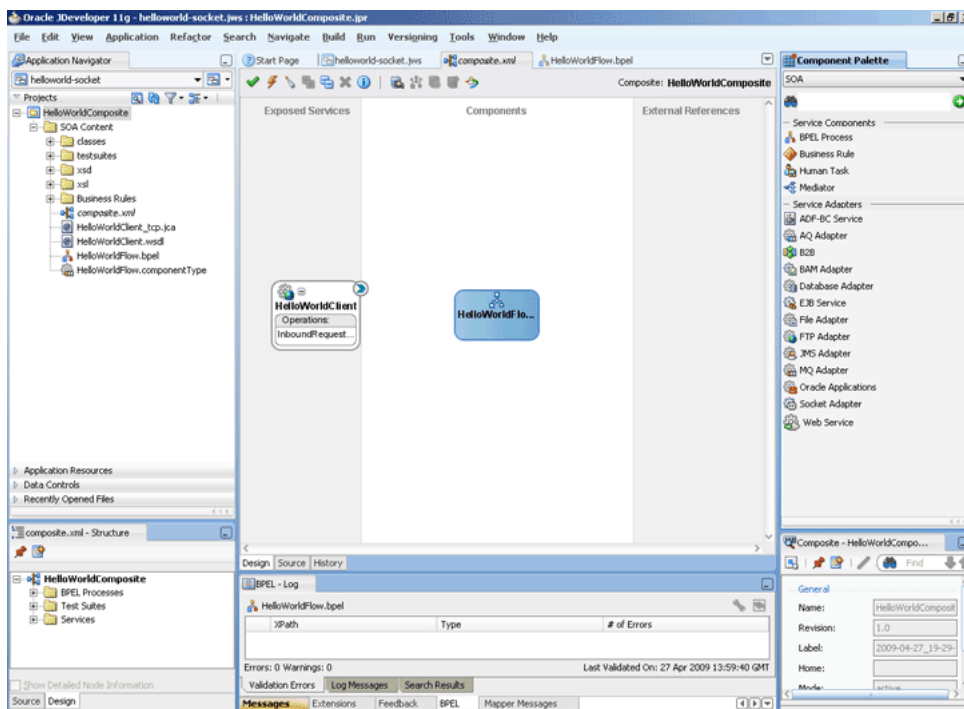 Oracle JDeveloper 11g - helloworld-socket.jws : HelloWorldComposite.jpr
File Edit View Application Refactor Search Navigate Build Run Versioning Tools Window Help
Application Navigator
helloworld-socket
Projects
HelloWorldComposite
SOA Content
classes
testsuites
xsd
xsl
Business Rules
composite.xml
HelloWorldClient_tcp.jca
HelloWorldClient.wsdl
HelloWorldFlow.bpel
HelloWorldFlow.componentType
Application Resources
Data Controls
Recently Opened Files
composite.xml - Structure
HelloWorldComposite
BPEL Processes
Test Suites
Services
Show Detailed Node Information
Source Design
Start Page helloworld-socket.jws composite.xml HelloWorldFlow.bpel
Composite: HelloWorldComposite
Exposed Services Components External References
HelloWorldClient
Operations:
InboundRequest...
HelloWorldFlo...
Design Source History
BPEL - Log
HelloWorldFlow.bpel
XPath Type # of Errors
Errors: 0 Warnings: 0 Last Validated On: 27 Apr 2009 13:59:40 GMT
Validation Errors Log Messages Search Results
Messages Extensions Feedback BPEL Mapper Messages
Component Palette
SOA
Service Components
BPEL Process
Business Rule
Human Task
Mediator
Service Adapters
ADF-BC Service
AQ Adapter
B2B
BAM Adapter
Database Adapter
EJB Service
File Adapter
FTP Adapter
JMS Adapter
MQ Adapter
Oracle Applications
Socket Adapter
Web Service
Composite - HelloWorldCompo...
Find
General
Name: HelloWorldComposit
Revision: 1.0
Label: 2009-04-27_19-29-
Home:
Mode: active